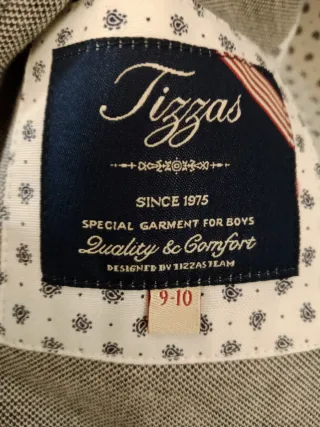 Tizzas
SINCE 1975
SPECIAL GARMENT FOR BOYS
Quality & Comfort
DESIGNED BY TIZZAS TEAM
9-10